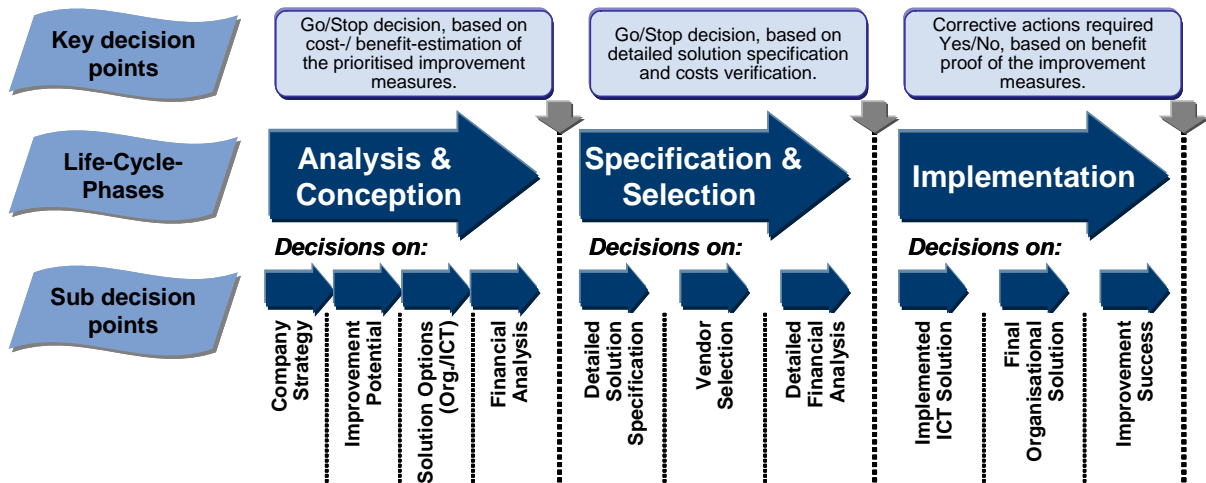 Key decision
points
Go/Stop decision, based on
cost-/ benefit-estimation of
the prioritised improvement
measures.
Go/Stop decision, based on
detailed solution specification
and costs verification.
Corrective actions required
Yes/No, based on benefit
proof of the improvement
measures.
Life-Cycle-
Phases
Analysis &
Conception
Specification &
Selection
Implementation
Decisions on:
Decisions on:
Decisions on:
Sub decision
points
Company
Strategy
Improvement
Potential
Solution Options
(Org./ICT)
Financial
Analysis
Detailed
Solution
Specification
Vendor
Selection
Detailed
Financial
Analysis
Implemented
ICT Solution
Final
Organisational
Solution
Improvement
Success